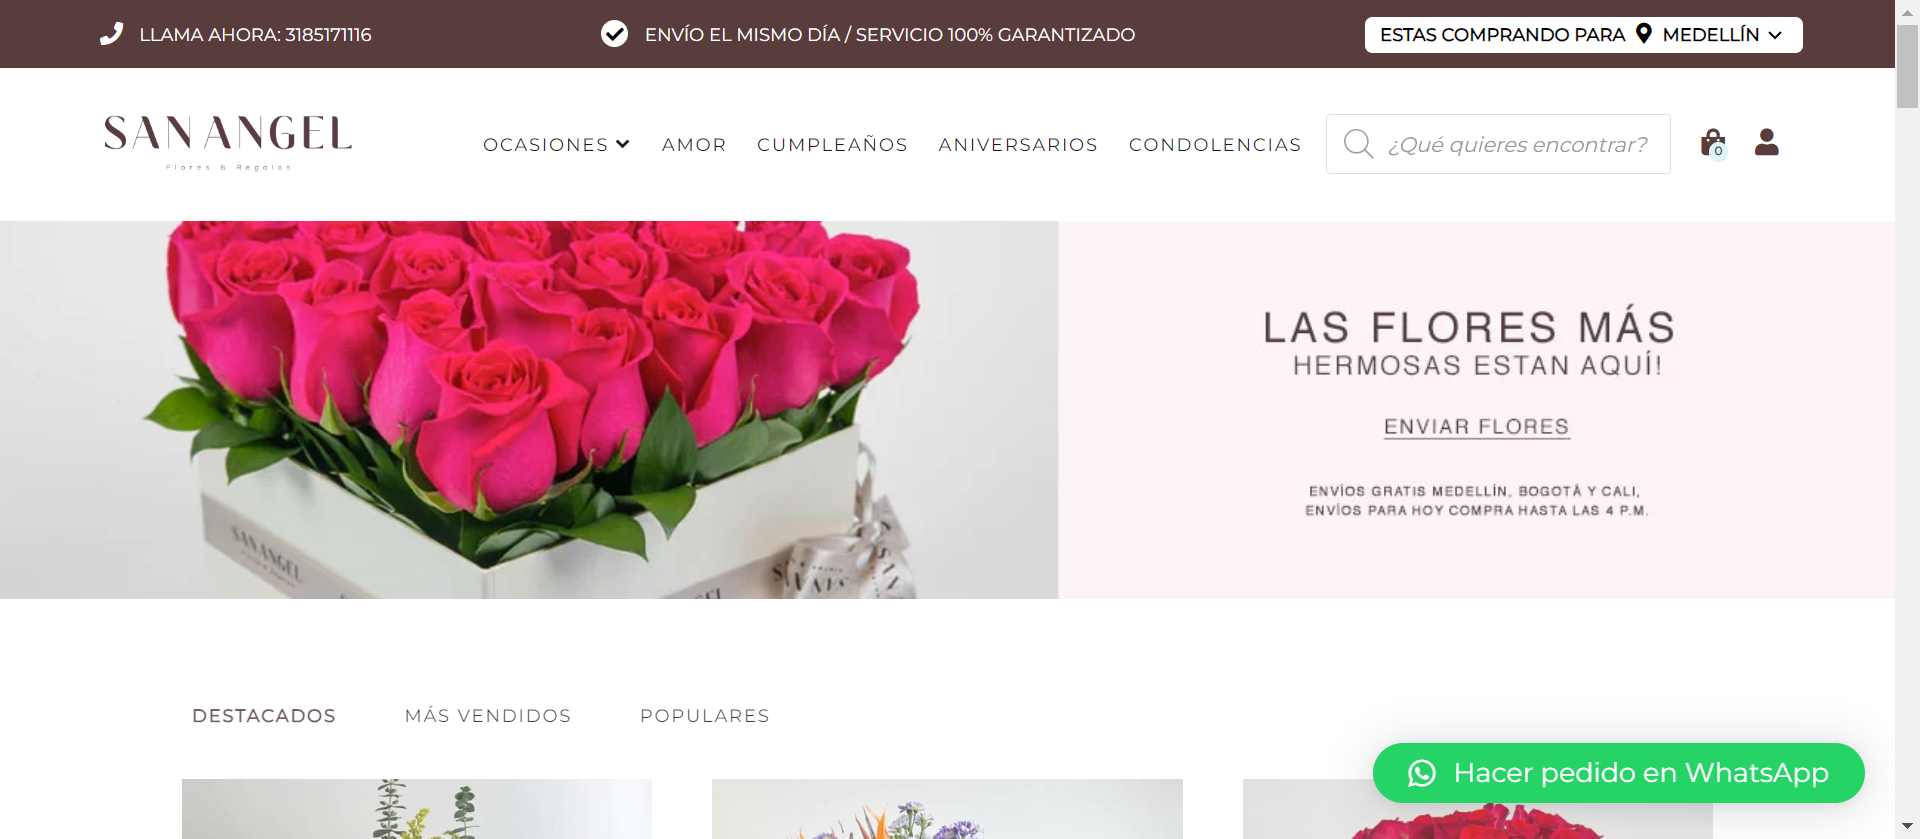 LLAMA AHORA: 3185171116
ENVÍO EL MISMO DÍA / SERVICIO 100% GARANTIZADO
ESTAS COMPRANDO PARA MEDELLÍN
SAN ANGEL
Flores & Regalos
OCASIONES
AMOR
CUMPLEAÑOS
ANIVERSARIOS
CONDOLENCIAS
¿Qué quieres encontrar?
0
LAS FLORES MÁS
HERMOSAS ESTAN AQUÍ!
ENVIAR FLORES
ENVÍOS GRATIS MEDELLÍN, BOGOTÁ Y CALI,
ENVÍOS PARA HOY COMPRA HASTA LAS 4 P.M.
SAN ANGEL
DESTACADOS
MÁS VENDIDOS
POPULARES
Hacer pedido en WhatsApp